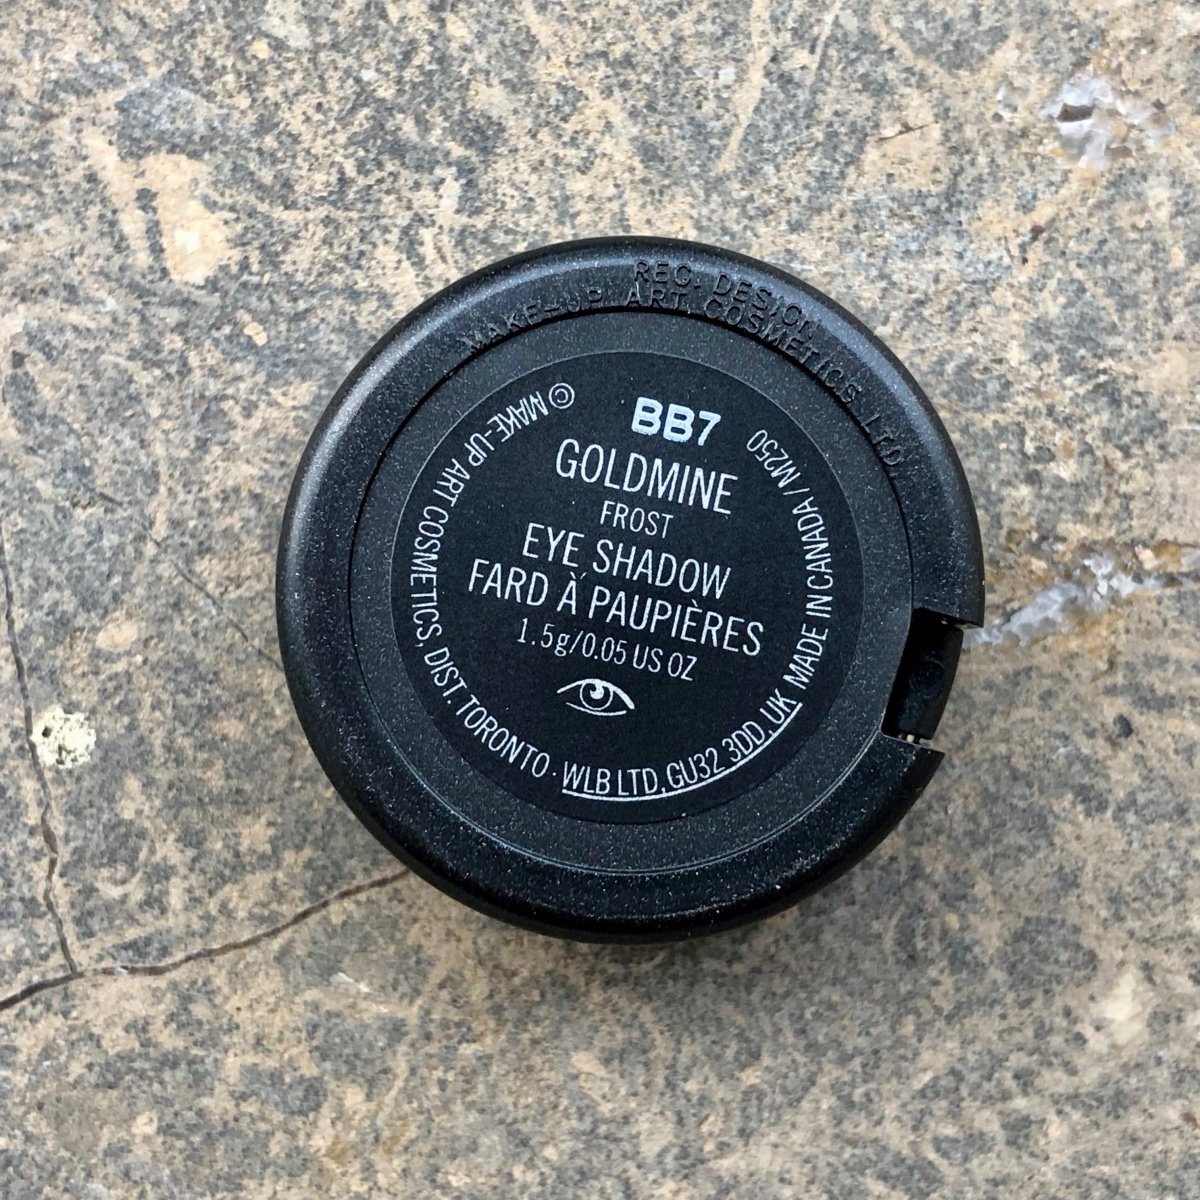 REG. DESIGN
MAKE-UP ART COSMETICS LTD
BB7
GOLDMINE
FROST
EYE SHADOW
FARD À PAUPIÈRES
1.5g/0.05 US OZ
© MAKE-UP ART COSMETICS, DIST. TORONTO · WLB LTD, GU32 3DD, UK MADE IN CANADA / M250